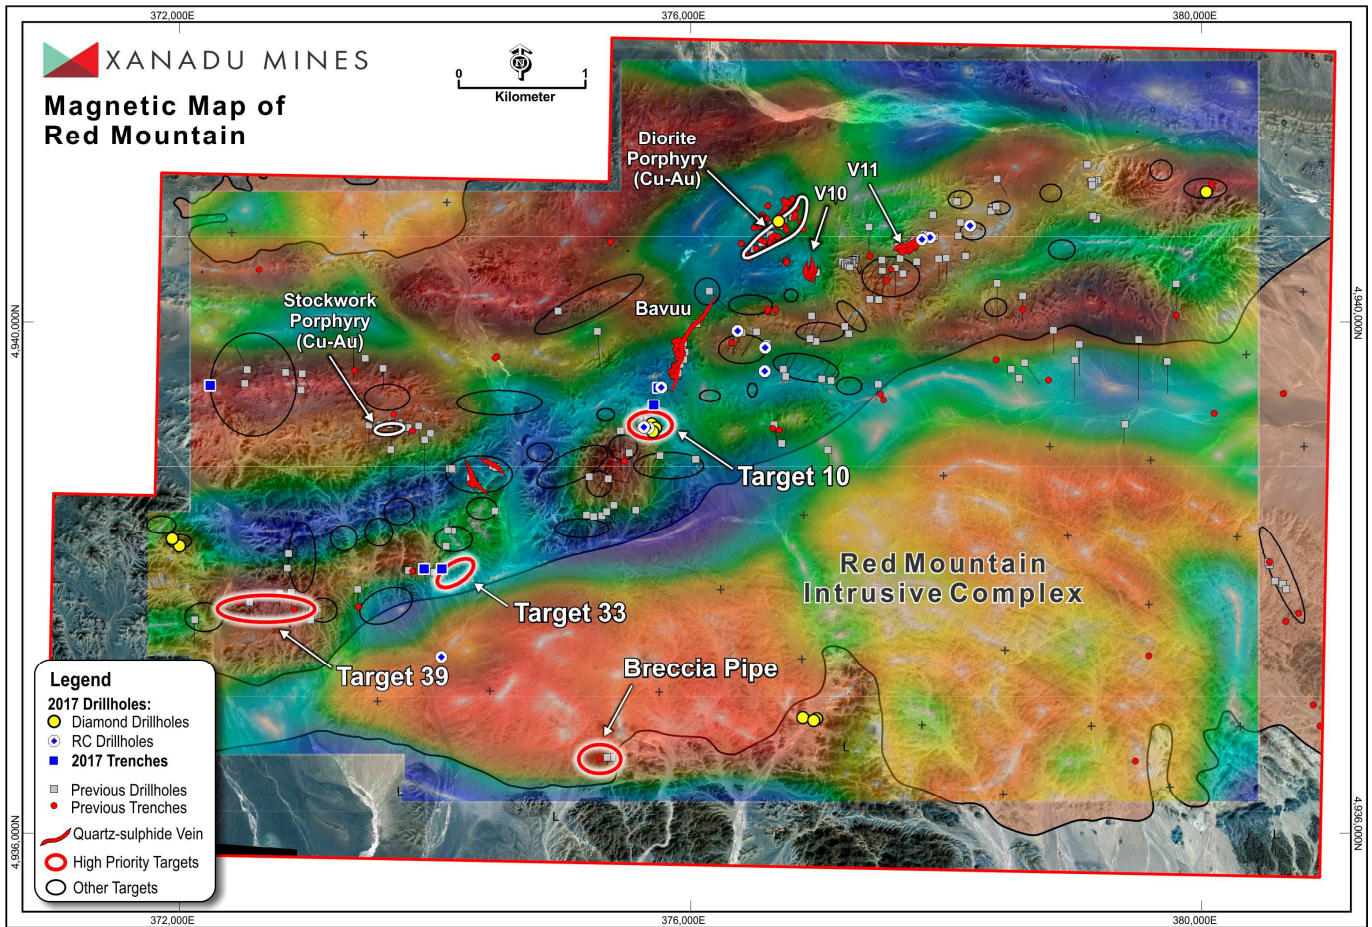 372,000E
376,000E
380,000E
XANADU MINES
Magnetic Map of
Red Mountain
0
1
N
Kilometer
Diorite
Porphyry
(Cu-Au)
V11
V10
Stockwork
Porphyry
(Cu-Au)
Bavuu
4,940,000N
4,940,000N
Target 10
Red Mountain
Intrusive Complex
Target 33
Target 39
Breccia Pipe
L
L
L
L
Legend
2017 Drillholes:
Diamond Drillholes
RC Drillholes
2017 Trenches
Previous Drillholes
Previous Trenches
Quartz-sulphide Vein
High Priority Targets
Other Targets
4,936,000N
4,936,000N
372,000E
376,000E
380,000E